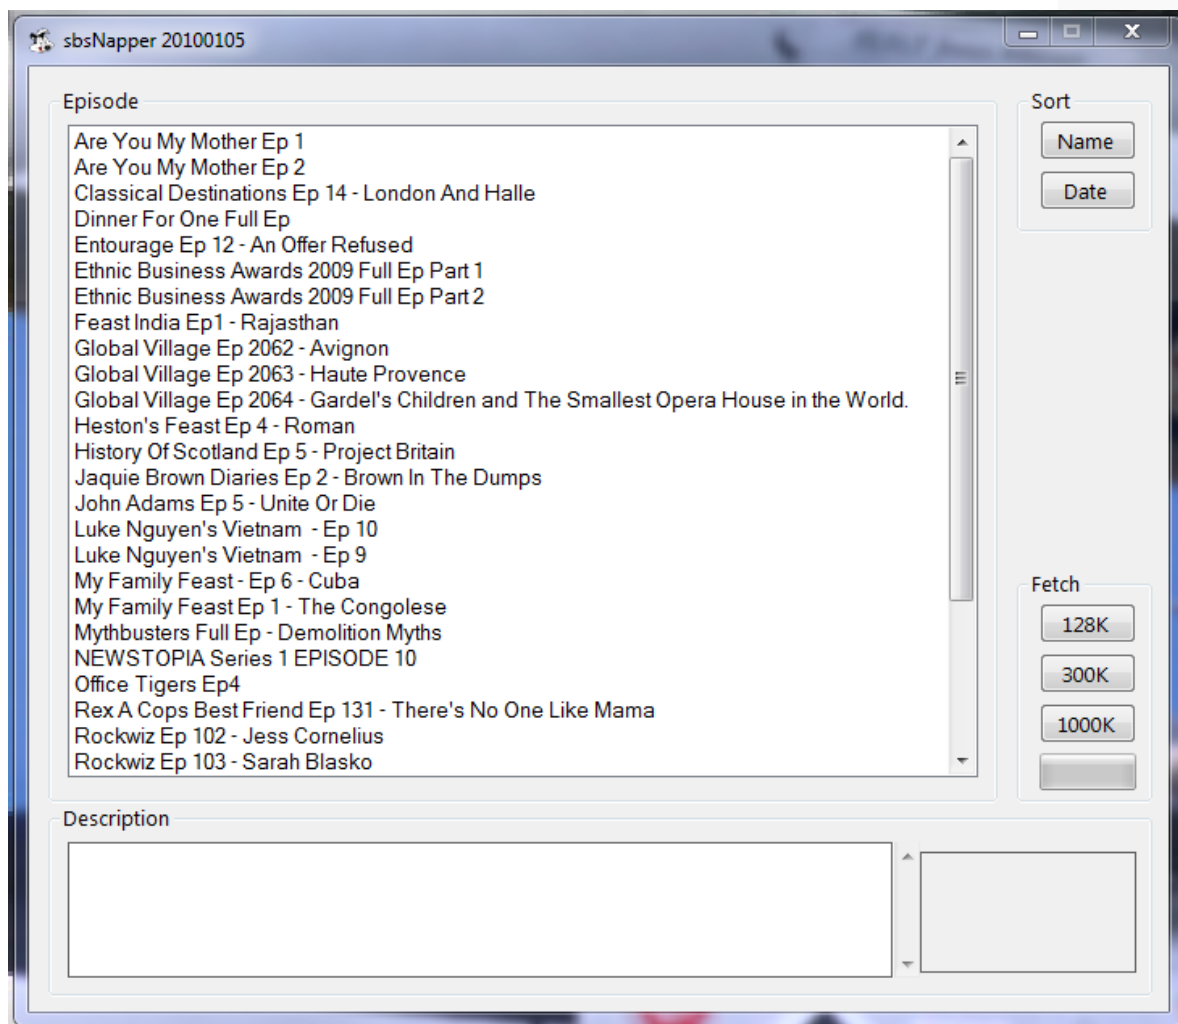 sbsNapper 20100105
Episode
Are You My Mother Ep 1
Are You My Mother Ep 2
Classical Destinations Ep 14 - London And Halle
Dinner For One Full Ep
Entourage Ep 12 - An Offer Refused
Ethnic Business Awards 2009 Full Ep Part 1
Ethnic Business Awards 2009 Full Ep Part 2
Feast India Ep1 - Rajasthan
Global Village Ep 2062 - Avignon
Global Village Ep 2063 - Haute Provence
Global Village Ep 2064 - Gardel's Children and The Smallest Opera House in the World.
Heston's Feast Ep 4 - Roman
History Of Scotland Ep 5 - Project Britain
Jaquie Brown Diaries Ep 2 - Brown In The Dumps
John Adams Ep 5 - Unite Or Die
Luke Nguyen's Vietnam  - Ep 10
Luke Nguyen's Vietnam  - Ep 9
My Family Feast - Ep 6 - Cuba
My Family Feast Ep 1 - The Congolese
Mythbusters Full Ep - Demolition Myths
NEWSTOPIA Series 1 EPISODE 10
Office Tigers Ep4
Rex A Cops Best Friend Ep 131 - There's No One Like Mama
Rockwiz Ep 102 - Jess Cornelius
Rockwiz Ep 103 - Sarah Blasko
Sort
Name
Date
Fetch
128K
300K
1000K
Description